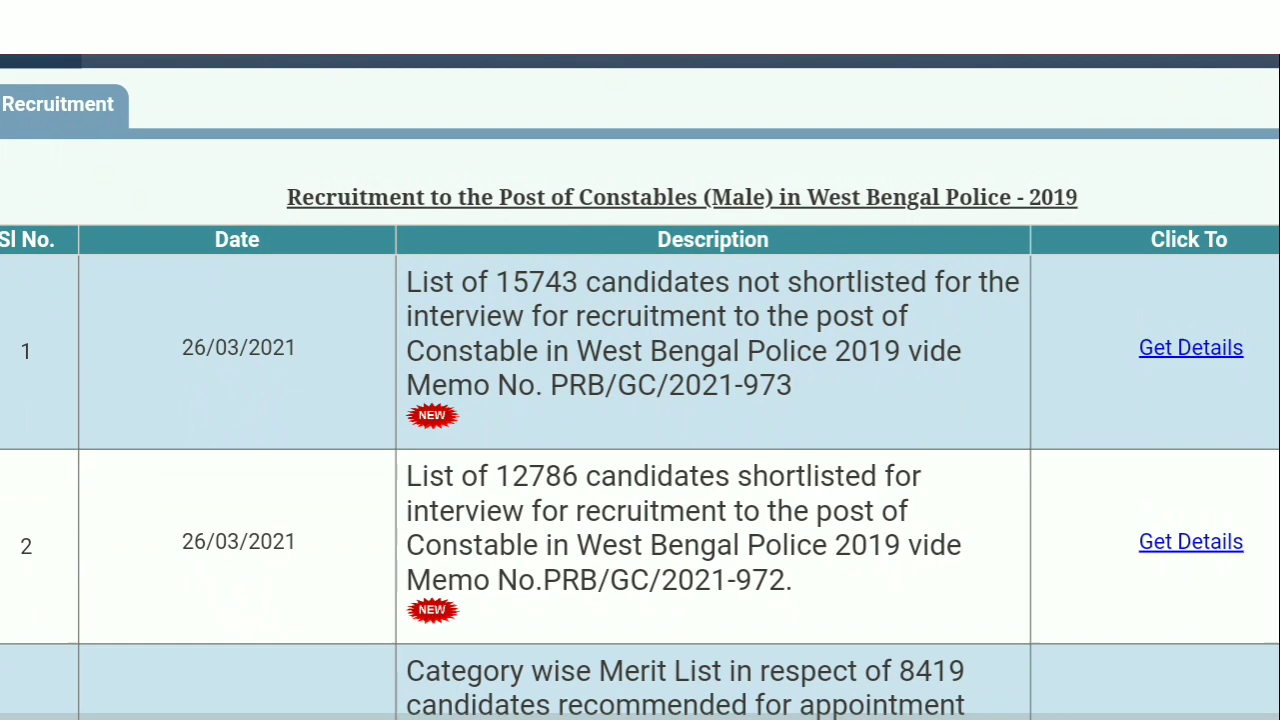 Recruitment
Recruitment to the Post of Constables (Male) in West Bengal Police - 2019
Sl No. Date Description Click To
List of 15743 candidates not shortlisted for the
interview for recruitment to the post of
1 26/03/2021 Constable in West Bengal Police 2019 vide Get Details
Memo No. PRB/GC/2021-973
NEW
List of 12786 candidates shortlisted for
interview for recruitment to the post of
2 26/03/2021 Constable in West Bengal Police 2019 vide Get Details
Memo No.PRB/GC/2021-972.
NEW
Category wise Merit List in respect of 8419
candidates recommended for appointment